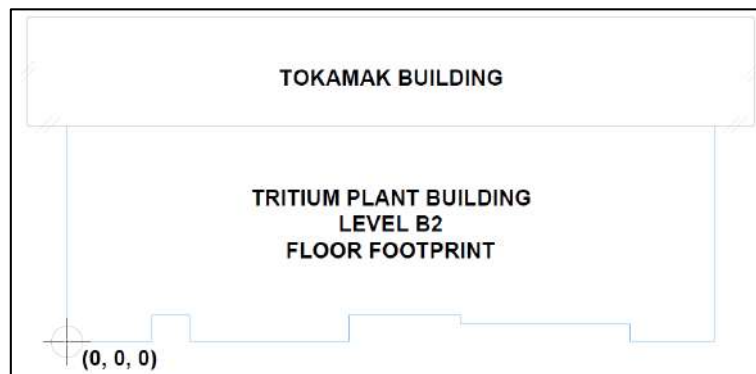 TOKAMAK BUILDING
TRITIUM PLANT BUILDING
LEVEL B2
FLOOR FOOTPRINT
(0, 0, 0)